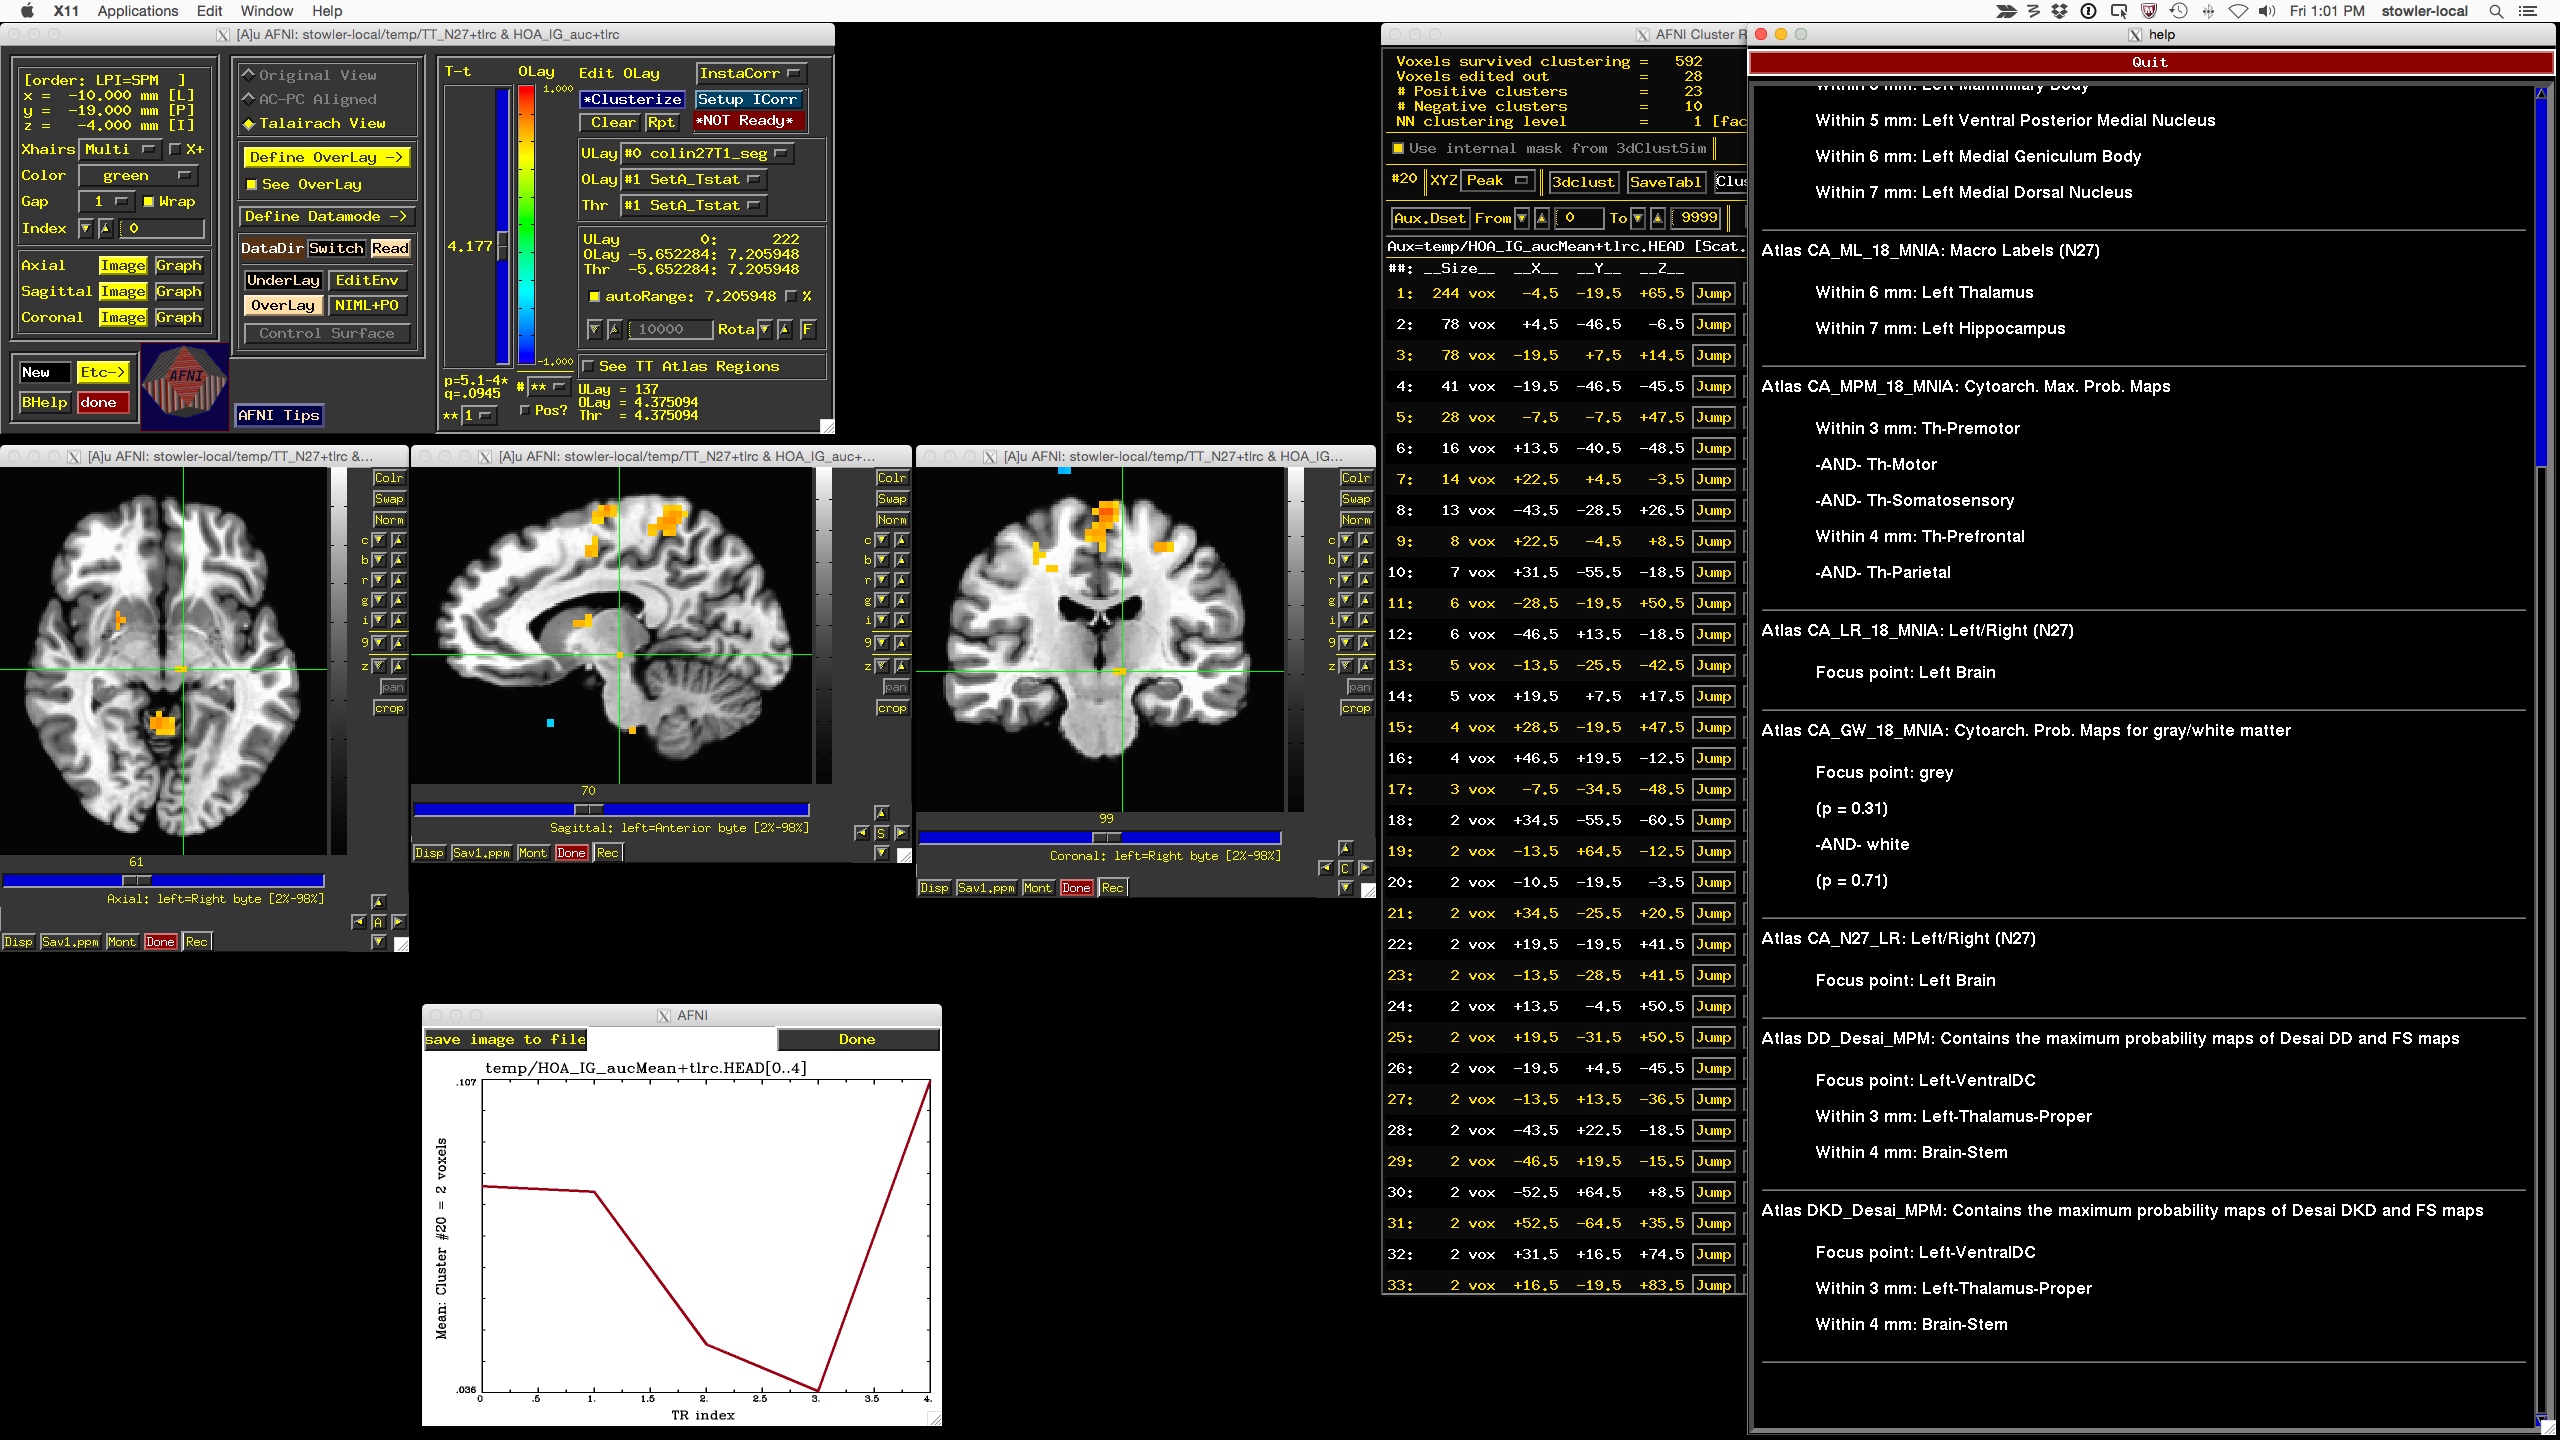 X11 Applications Edit Window Help
Fri 1:01 PM stowler-local
[A]u AFNI: stowler-local/temp/TT_N27+tlrc & HOA_IG_auc+tlrc
[order: LPI=SPM ]
x = -10.000 mm [L]
y = -19.000 mm [P]
z = -4.000 mm [I]
Xhairs Multi X+
Color green
Gap 1 Wrap
Index 0
Axial Image Graph
Sagittal Image Graph
Coronal Image Graph
New Etc->
BHelp done
AFNI
Original View
AC-PC Aligned
Talairach View
Define OverLay ->
See OverLay
Define Datamode ->
DataDir Switch Read
UnderLay EditEnv
OverLay NIML+PO
Control Surface
AFNI Tips
T-t
4.177
p=5.1-4*
q=.0945
** 1
OLay
1.000
-1.000
# **
Pos?
Edit OLay InstaCorr
*Clusterize Setup ICorr
Clear Rpt *NOT Ready*
ULay #0 colin27T1_seg
OLay #1 SetA_Tstat
Thr #1 SetA_Tstat
ULay 0: 222
OLay -5.652284: 7.205948
Thr -5.652284: 7.205948
autoRange: 7.205948 %
10000 Rota F
See TT Atlas Regions
ULay = 137
OLay = 4.375094
Thr = 4.375094
[A]u AFNI: stowler-local/temp/TT_N27+tlrc &...
Colr
Swap
Norm
c
b
r
g
i
9
z
pan
crop
61
Axial: left=Right byte [2%-98%]
A
Disp Sav1.ppm Mont Done Rec
[A]u AFNI: stowler-local/temp/TT_N27+tlrc & HOA_IG_auc+...
Colr
Swap
Norm
c
b
r
g
i
9
z
pan
crop
70
Sagittal: left=Anterior byte [2%-98%]
S
Disp Sav1.ppm Mont Done Rec
[A]u AFNI: stowler-local/temp/TT_N27+tlrc & HOA_IG...
Colr
Swap
Norm
c
b
r
g
i
9
z
pan
crop
99
Coronal: left=Right byte [2%-98%]
C
Disp Sav1.ppm Mont Done Rec
AFNI
save image to file Done
temp/HOA_IG_aucMean+tlrc.HEAD[0..4]
.107
Mean: Cluster #20 = 2 voxels
.036
0 .5 1. 1.5 2. 2.5 3. 3.5 4.
TR index
AFNI Cluster R
Voxels survived clustering = 592
Voxels edited out = 28
# Positive clusters = 23
# Negative clusters = 10
NN clustering level = 1 [fac
Use internal mask from 3dClustSim
#20 XYZ Peak 3dclust SaveTabl Clus
Aux.Dset From 0 To 9999
Aux=temp/HOA_IG_aucMean+tlrc.HEAD [Scat.
##: __Size__ __X__ __Y__ __Z__
1: 244 vox -4.5 -19.5 +65.5 Jump
2: 78 vox +4.5 -46.5 -6.5 Jump
3: 78 vox -19.5 +7.5 +14.5 Jump
4: 41 vox -19.5 -46.5 -45.5 Jump
5: 28 vox -7.5 -7.5 +47.5 Jump
6: 16 vox +13.5 -40.5 -48.5 Jump
7: 14 vox +22.5 +4.5 -3.5 Jump
8: 13 vox -43.5 -28.5 +26.5 Jump
9: 8 vox +22.5 -4.5 +8.5 Jump
10: 7 vox +31.5 -55.5 -18.5 Jump
11: 6 vox -28.5 -19.5 +50.5 Jump
12: 6 vox -46.5 +13.5 -18.5 Jump
13: 5 vox -13.5 -25.5 -42.5 Jump
14: 5 vox +19.5 +7.5 +17.5 Jump
15: 4 vox +28.5 -19.5 +47.5 Jump
16: 4 vox +46.5 +19.5 -12.5 Jump
17: 3 vox -7.5 -34.5 -48.5 Jump
18: 2 vox +34.5 -55.5 -60.5 Jump
19: 2 vox -13.5 +64.5 -12.5 Jump
20: 2 vox -10.5 -19.5 -3.5 Jump
21: 2 vox +34.5 -25.5 +20.5 Jump
22: 2 vox +19.5 -19.5 +41.5 Jump
23: 2 vox -13.5 -28.5 +41.5 Jump
24: 2 vox +13.5 -4.5 +50.5 Jump
25: 2 vox +19.5 -31.5 +50.5 Jump
26: 2 vox -19.5 +4.5 -45.5 Jump
27: 2 vox -13.5 +13.5 -36.5 Jump
28: 2 vox -43.5 +22.5 -18.5 Jump
29: 2 vox -46.5 +19.5 -15.5 Jump
30: 2 vox -52.5 +64.5 +8.5 Jump
31: 2 vox +52.5 -64.5 +35.5 Jump
32: 2 vox +31.5 +16.5 +74.5 Jump
33: 2 vox +16.5 -19.5 +83.5 Jump
help
Quit
Within 5 mm: Left Mammillary Body
Within 5 mm: Left Ventral Posterior Medial Nucleus
Within 6 mm: Left Medial Geniculum Body
Within 7 mm: Left Medial Dorsal Nucleus
Atlas CA_ML_18_MNIA: Macro Labels (N27)
Within 6 mm: Left Thalamus
Within 7 mm: Left Hippocampus
Atlas CA_MPM_18_MNIA: Cytoarch. Max. Prob. Maps
Within 3 mm: Th-Premotor
-AND- Th-Motor
-AND- Th-Somatosensory
Within 4 mm: Th-Prefrontal
-AND- Th-Parietal
Atlas CA_LR_18_MNIA: Left/Right (N27)
Focus point: Left Brain
Atlas CA_GW_18_MNIA: Cytoarch. Prob. Maps for gray/white matter
Focus point: grey
(p = 0.31)
-AND- white
(p = 0.71)
Atlas CA_N27_LR: Left/Right (N27)
Focus point: Left Brain
Atlas DD_Desai_MPM: Contains the maximum probability maps of Desai DD and FS maps
Focus point: Left-VentralDC
Within 3 mm: Left-Thalamus-Proper
Within 4 mm: Brain-Stem
Atlas DKD_Desai_MPM: Contains the maximum probability maps of Desai DKD and FS maps
Focus point: Left-VentralDC
Within 3 mm: Left-Thalamus-Proper
Within 4 mm: Brain-Stem